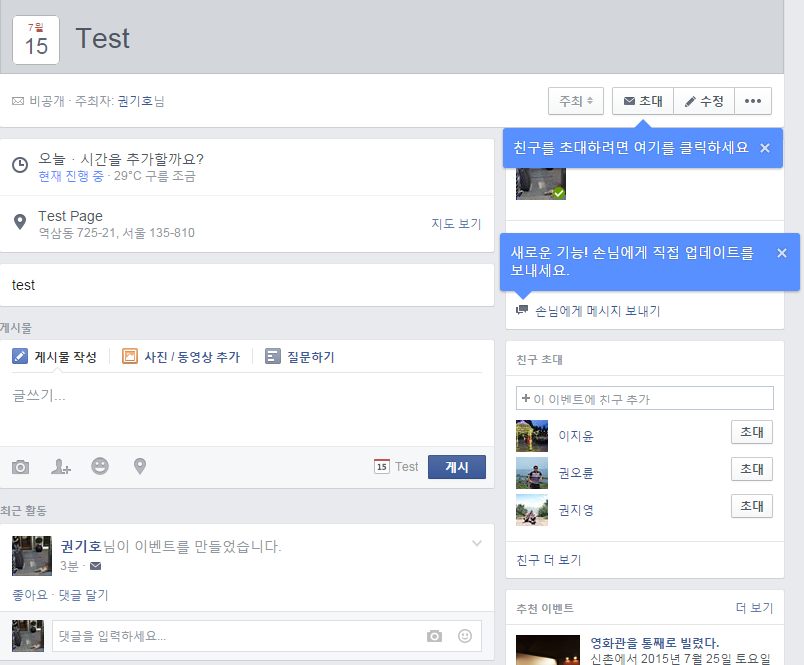 7월
15
Test
비공개 · 주최자: 권기호님
주최
초대
수정
친구를 초대하려면 여기를 클릭하세요
오늘 · 시간을 추가할까요?
현재 진행 중 · 29°C 구름 조금
Test Page
역삼동 725-21, 서울 135-810
지도 보기
새로운 기능! 손님에게 직접 업데이트를
보내세요.
손님에게 메시지 보내기
test
게시물
게시물 작성
사진 / 동영상 추가
질문하기
글쓰기...
15
Test
게시
최근 활동
권기호님이 이벤트를 만들었습니다.
3분 ·
좋아요 · 댓글 달기
댓글을 입력하세요...
친구 초대
+ 이 이벤트에 친구 추가
이지윤
초대
권오륜
초대
권지영
초대
친구 더 보기
추천 이벤트
더 보기
영화관을 통째로 빌렸다.
신촌에서 2015년 7월 25일 토요일